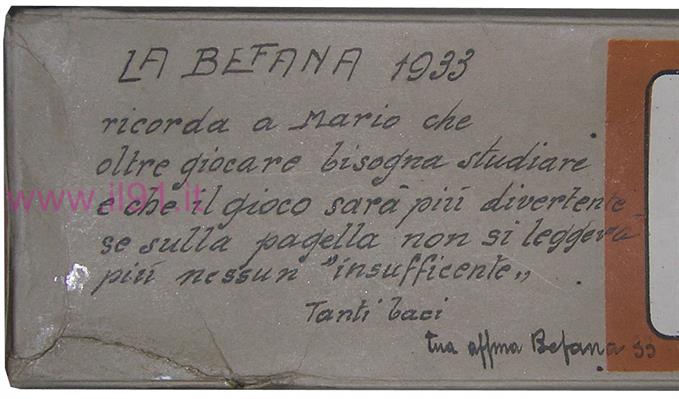 LA BEFANA 1933
ricorda a Mario che
oltre giocare bisogna studiare
www.il91.it
e che il gioco sarà più divertente
se sulla pagella non si leggerà
più nessun "insufficente„
Tanti baci
tua affma Befana 33